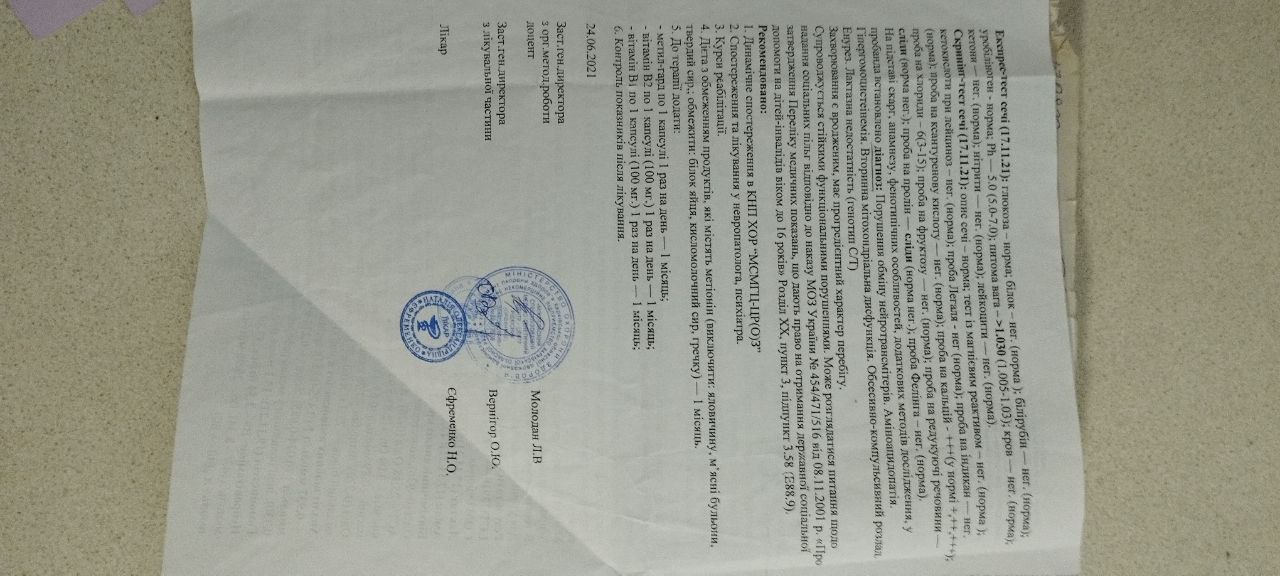 Експрес-тест сечі (17.11.21): глюкоза – норма; білок – нег. (норма ); білірубін — нег. (норма);
уробіліноген - норма; Ph — 5.0 (5.0-7.0); питома вага – >1,030 (1.005-1.03); кров — нег. (норма);
кетони — нег. (норма); нітрити — нег. (норма); лейкоцити — нег. (норма).
Скринінг-тест сечі (17.11.21): опис сечі – норма; тест із магнієвим реактивом – нег. (норма );
кетокислоти при лейцинозі – нег. (норма); проба Легаля - нег (норма); проба на індикан — нег.
(норма); проба на ксантуренову кислоту — нег. (норма); проба на кальцій - +++(у нормі +,++,+++);
проба на хлориди – 6(3-15); проба на фруктозу — нег. (норма); проба на редукуючі речовини —
сліди (норма нег.); проба на пролін — сліди (норма нег.); проба Фелінга – нег. (норма).
На підставі скарг, анамнезу, фенотипічних особливостей, додаткових методів дослідження, у
пробанда встановлено діагноз: Порушення обміну нейротрансмітерів. Аміноацидопатія.
Гіпергомоцистеїнемія. Вторинна мітохондріальна дисфункція. Обсесивно-компульсивний розлад.
Енурез. Лактазна недостатність (генотип С/Т)
Захворювання є вродженим, має прогредієнтний характер перебігу.
Супроводжується стійкими функціональними порушеннями. Може розглядатися питання щодо
надання соціальних пільг відповідно до наказу МОЗ України № 454/471/516 від 08.11.2001 р. «Про
затвердження Переліку медичних показань, що дають право на отримання державної соціальної
допомоги на дітей-інвалідів віком до 16 років» Розділ XX, пункт 3, підпункт 3.58 (E88.9).
Рекомендовано:
1. Динамічне спостереження в КНП ХОР "МСМГЦ-ЦР(О)З"
2. Спостереження та лікування у невропатолога, психіатра.
3. Курси реабілітації.
4. Дієта з обмеженням продуктів, які містять метіонін (виключити: яловичину, м'ясні бульони,
твердий сир,; обмежити: білок яйця, кисломолочний сир, гречку) — 1 місяць.
5. До терапії додати:
- метил-гард по 1 капсулі 1 раз на день — 1 місяць;
- вітамін В2 по 1 капсулі (100 мг.) 1 раз на день — 1 місяць;
- вітамін В1 по 1 капсулі (100 мг.) 1 раз на день — 1 місяць;
6. Контроль показників після лікування.
24.06.2021
Заст.ген.директора
з орг.метод.роботи
доцент Молодан Л.В
Заст.ген.директора
з лікувальної частини Вернігор О.Ю.
Лікар Єфременко Н.О.